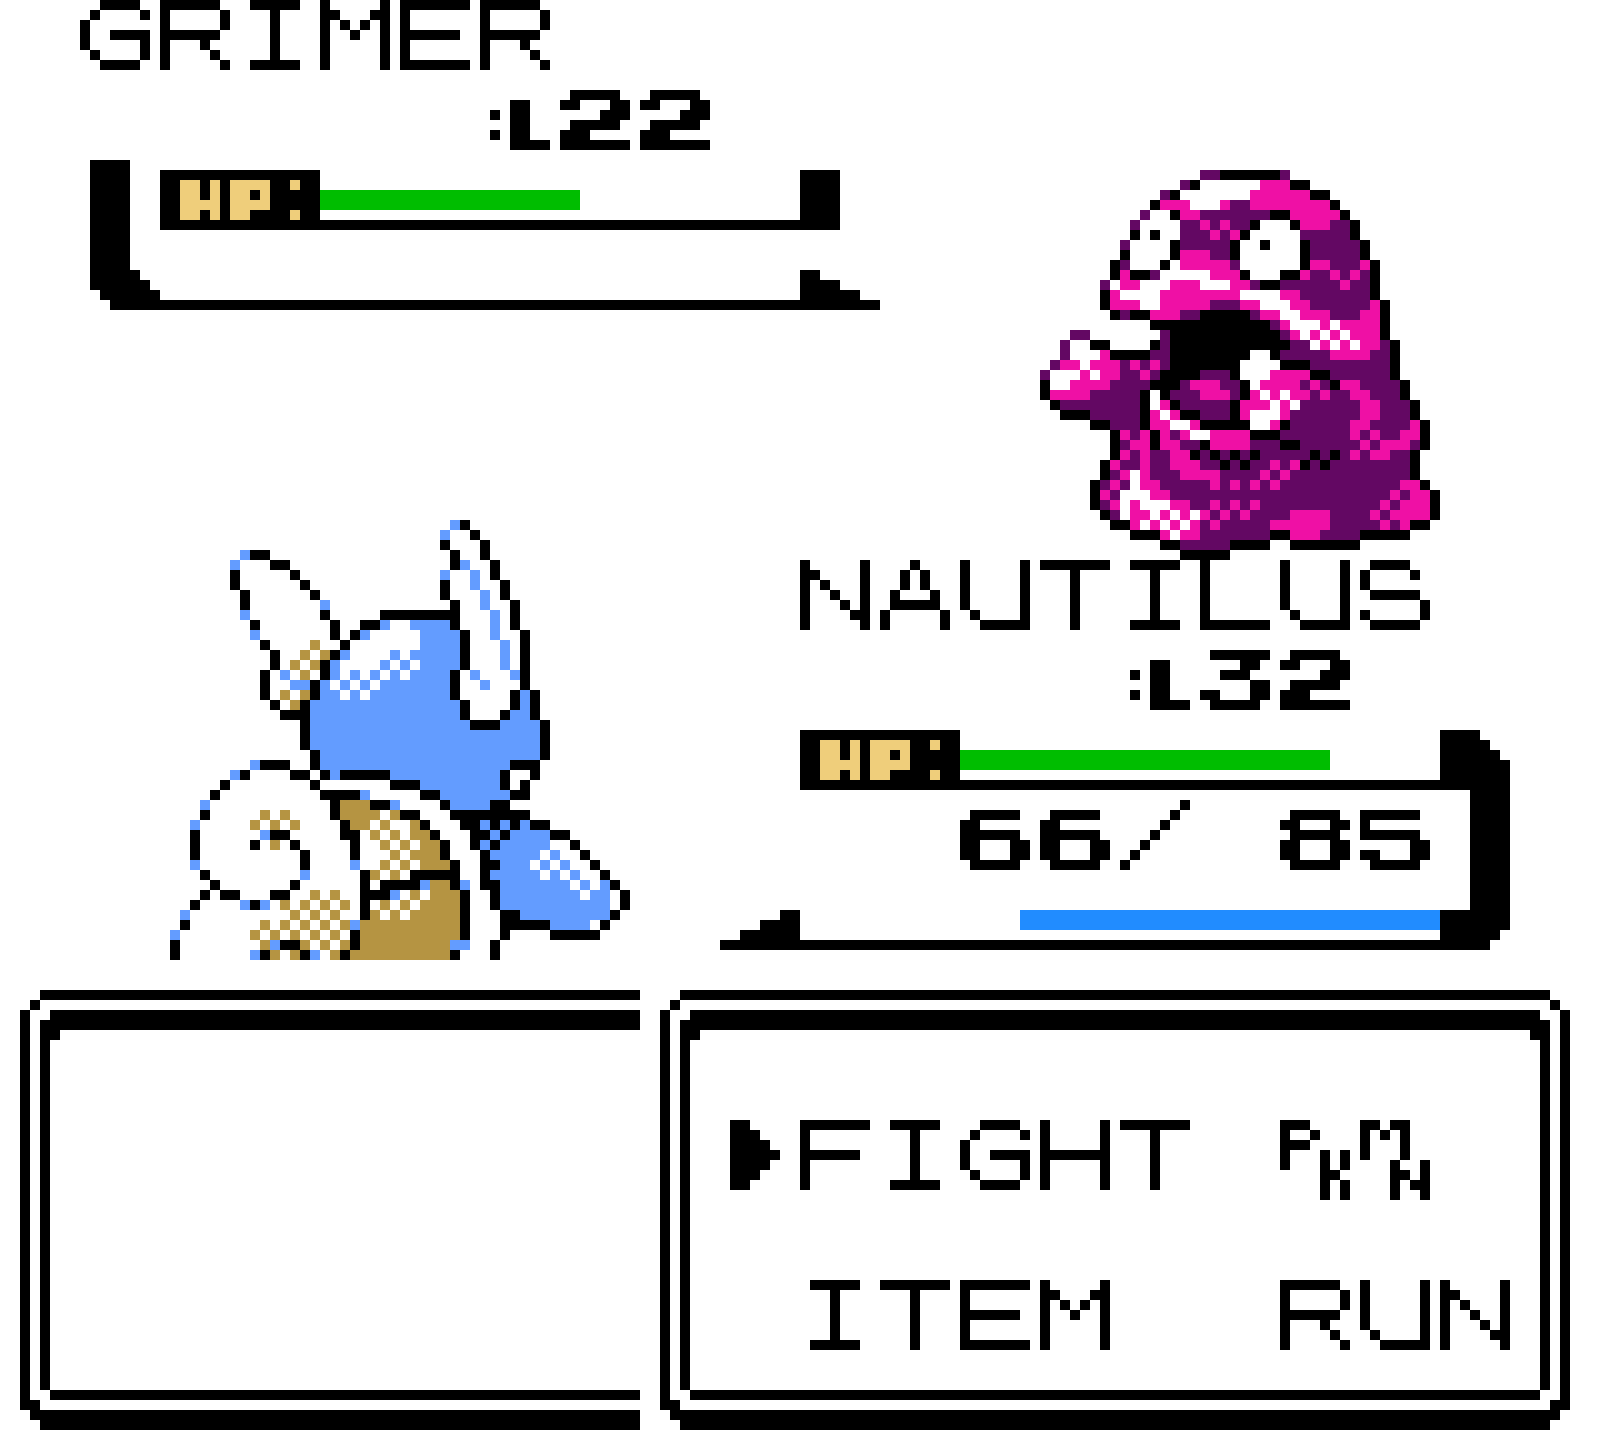 GRIMER
:L22
HP:
NAUTILUS
:L32
HP:
66/ 85
▶FIGHT PKMN
ITEM RUN